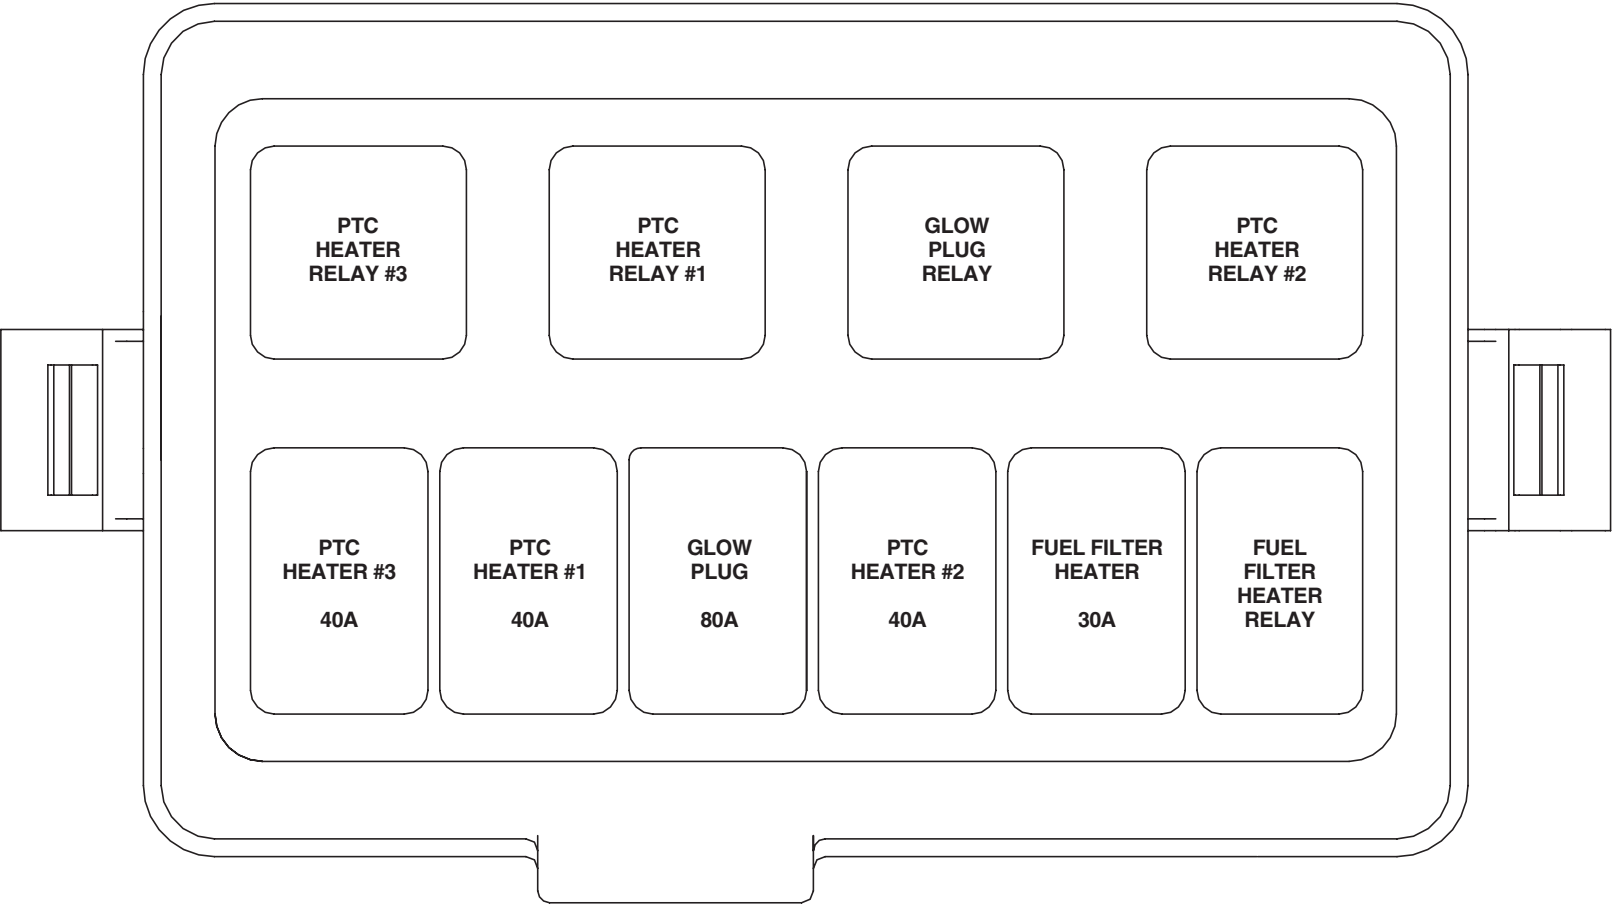 PTC
HEATER
RELAY #3
PTC
HEATER
RELAY #1
GLOW
PLUG
RELAY
PTC
HEATER
RELAY #2
PTC
HEATER #3
40A
PTC
HEATER #1
40A
GLOW
PLUG
80A
PTC
HEATER #2
40A
FUEL FILTER
HEATER
30A
FUEL
FILTER
HEATER
RELAY